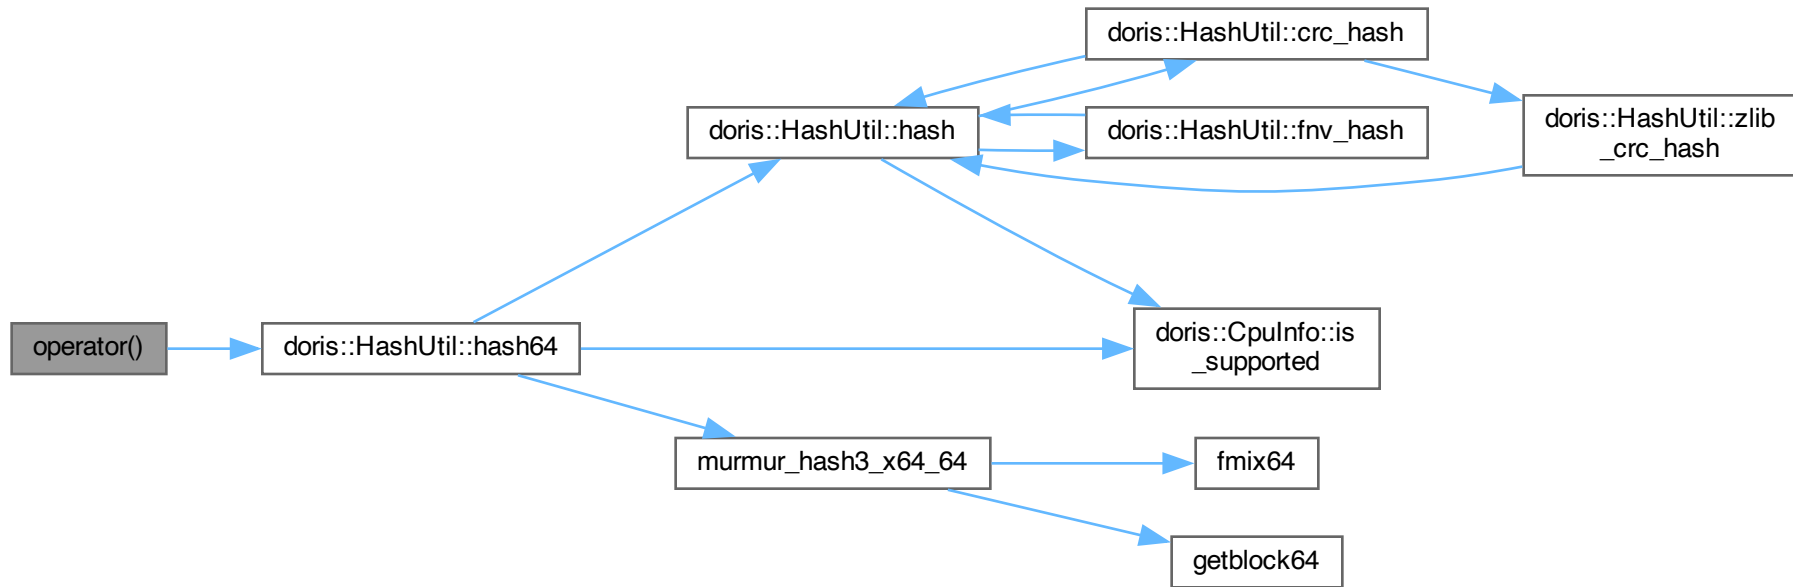 doris::HashUtil::crc_hash
doris::HashUtil::hash
doris::HashUtil::fnv_hash
doris::HashUtil::zlib
_crc_hash
operator()
doris::HashUtil::hash64
doris::CpuInfo::is
_supported
murmur_hash3_x64_64
fmix64
getblock64